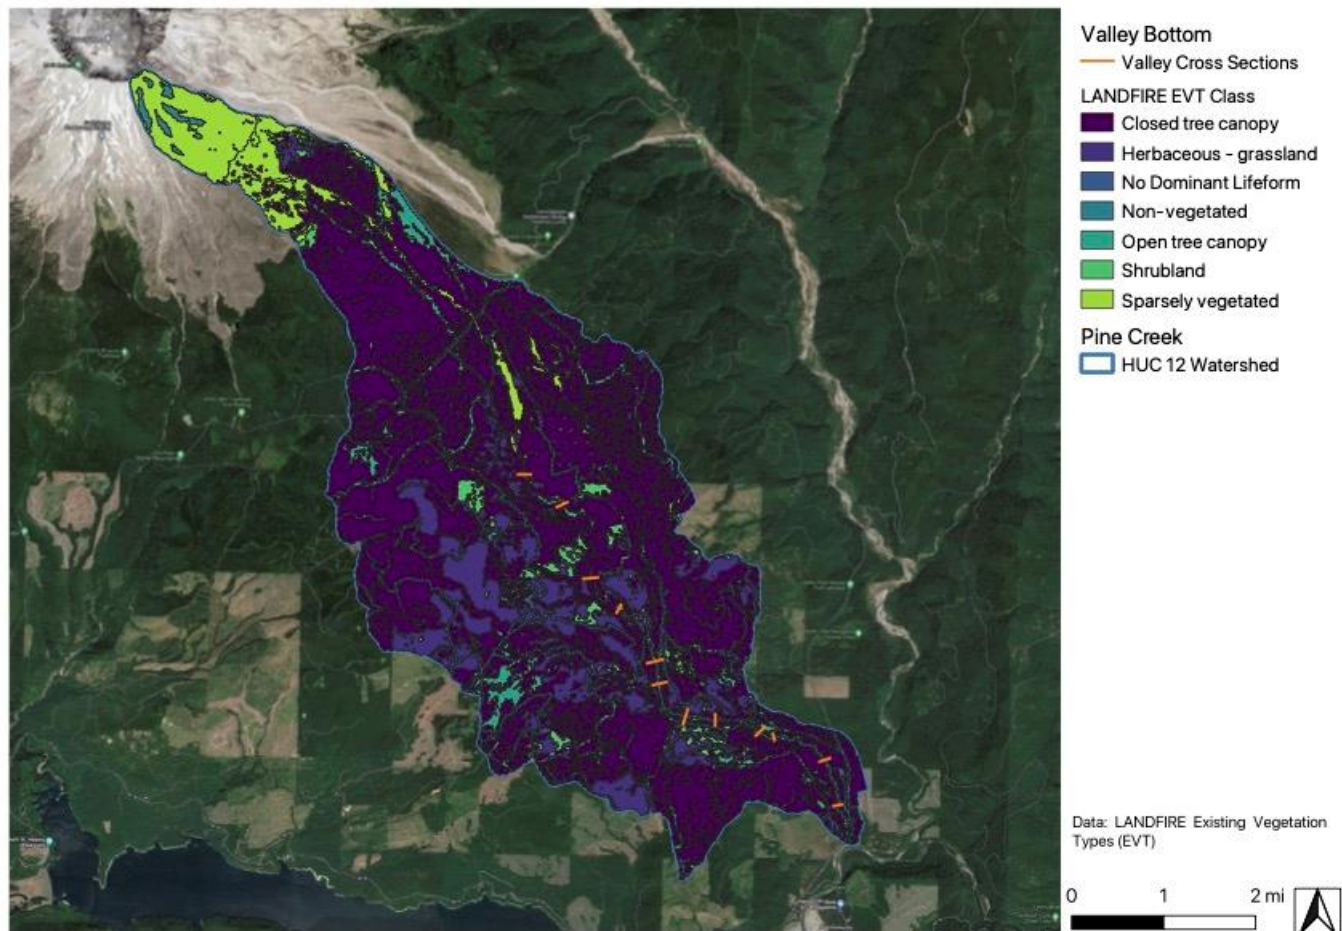 Valley Bottom
Valley Cross Sections
LANDFIRE EVT Class
Closed tree canopy
Herbaceous - grassland
No Dominant Lifeform
Non-vegetated
Open tree canopy
Shrubland
Sparsely vegetated
Pine Creek
HUC 12 Watershed
Data: LANDFIRE Existing Vegetation
Types (EVT)
0 1 2 mi